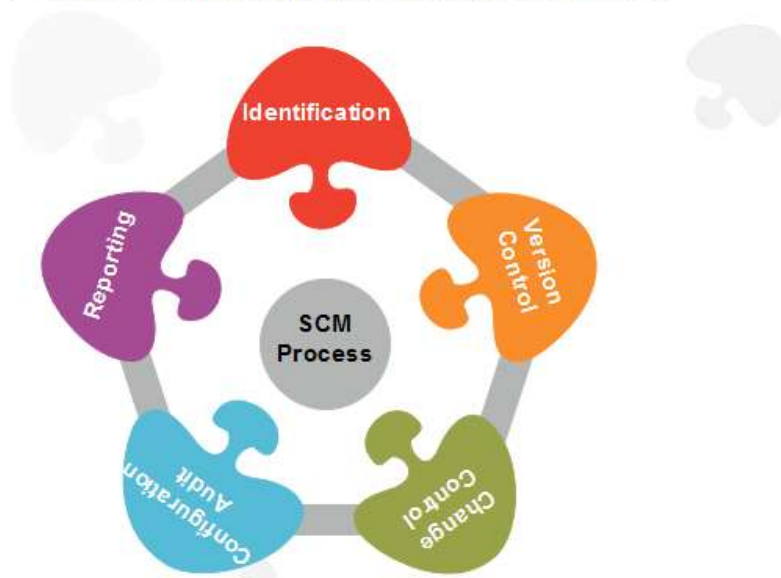 Identification
Version
Control
Change
Control
Configuration
Audit
Reporting
SCM
Process